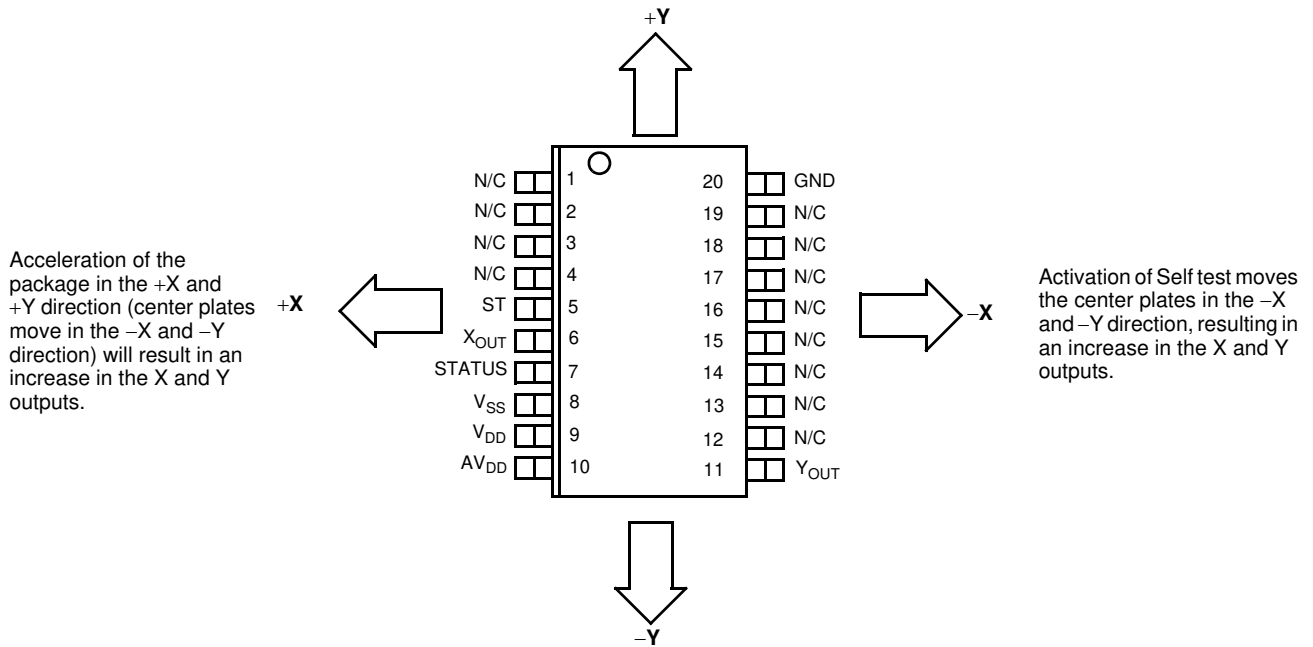 +Y
N/C 1 20 GND
N/C 2 19 N/C
N/C 3 18 N/C
N/C 4 17 N/C
ST 5 16 N/C
XOUT 6 15 N/C
STATUS 7 14 N/C
VSS 8 13 N/C
VDD 9 12 N/C
AVDD 10 11 YOUT
Acceleration of the
package in the +X and
+Y direction (center plates
move in the −X and −Y
direction) will result in an
increase in the X and Y
outputs.
+X
−X
Activation of Self test moves
the center plates in the −X
and −Y direction, resulting in
an increase in the X and Y
outputs.
−Y